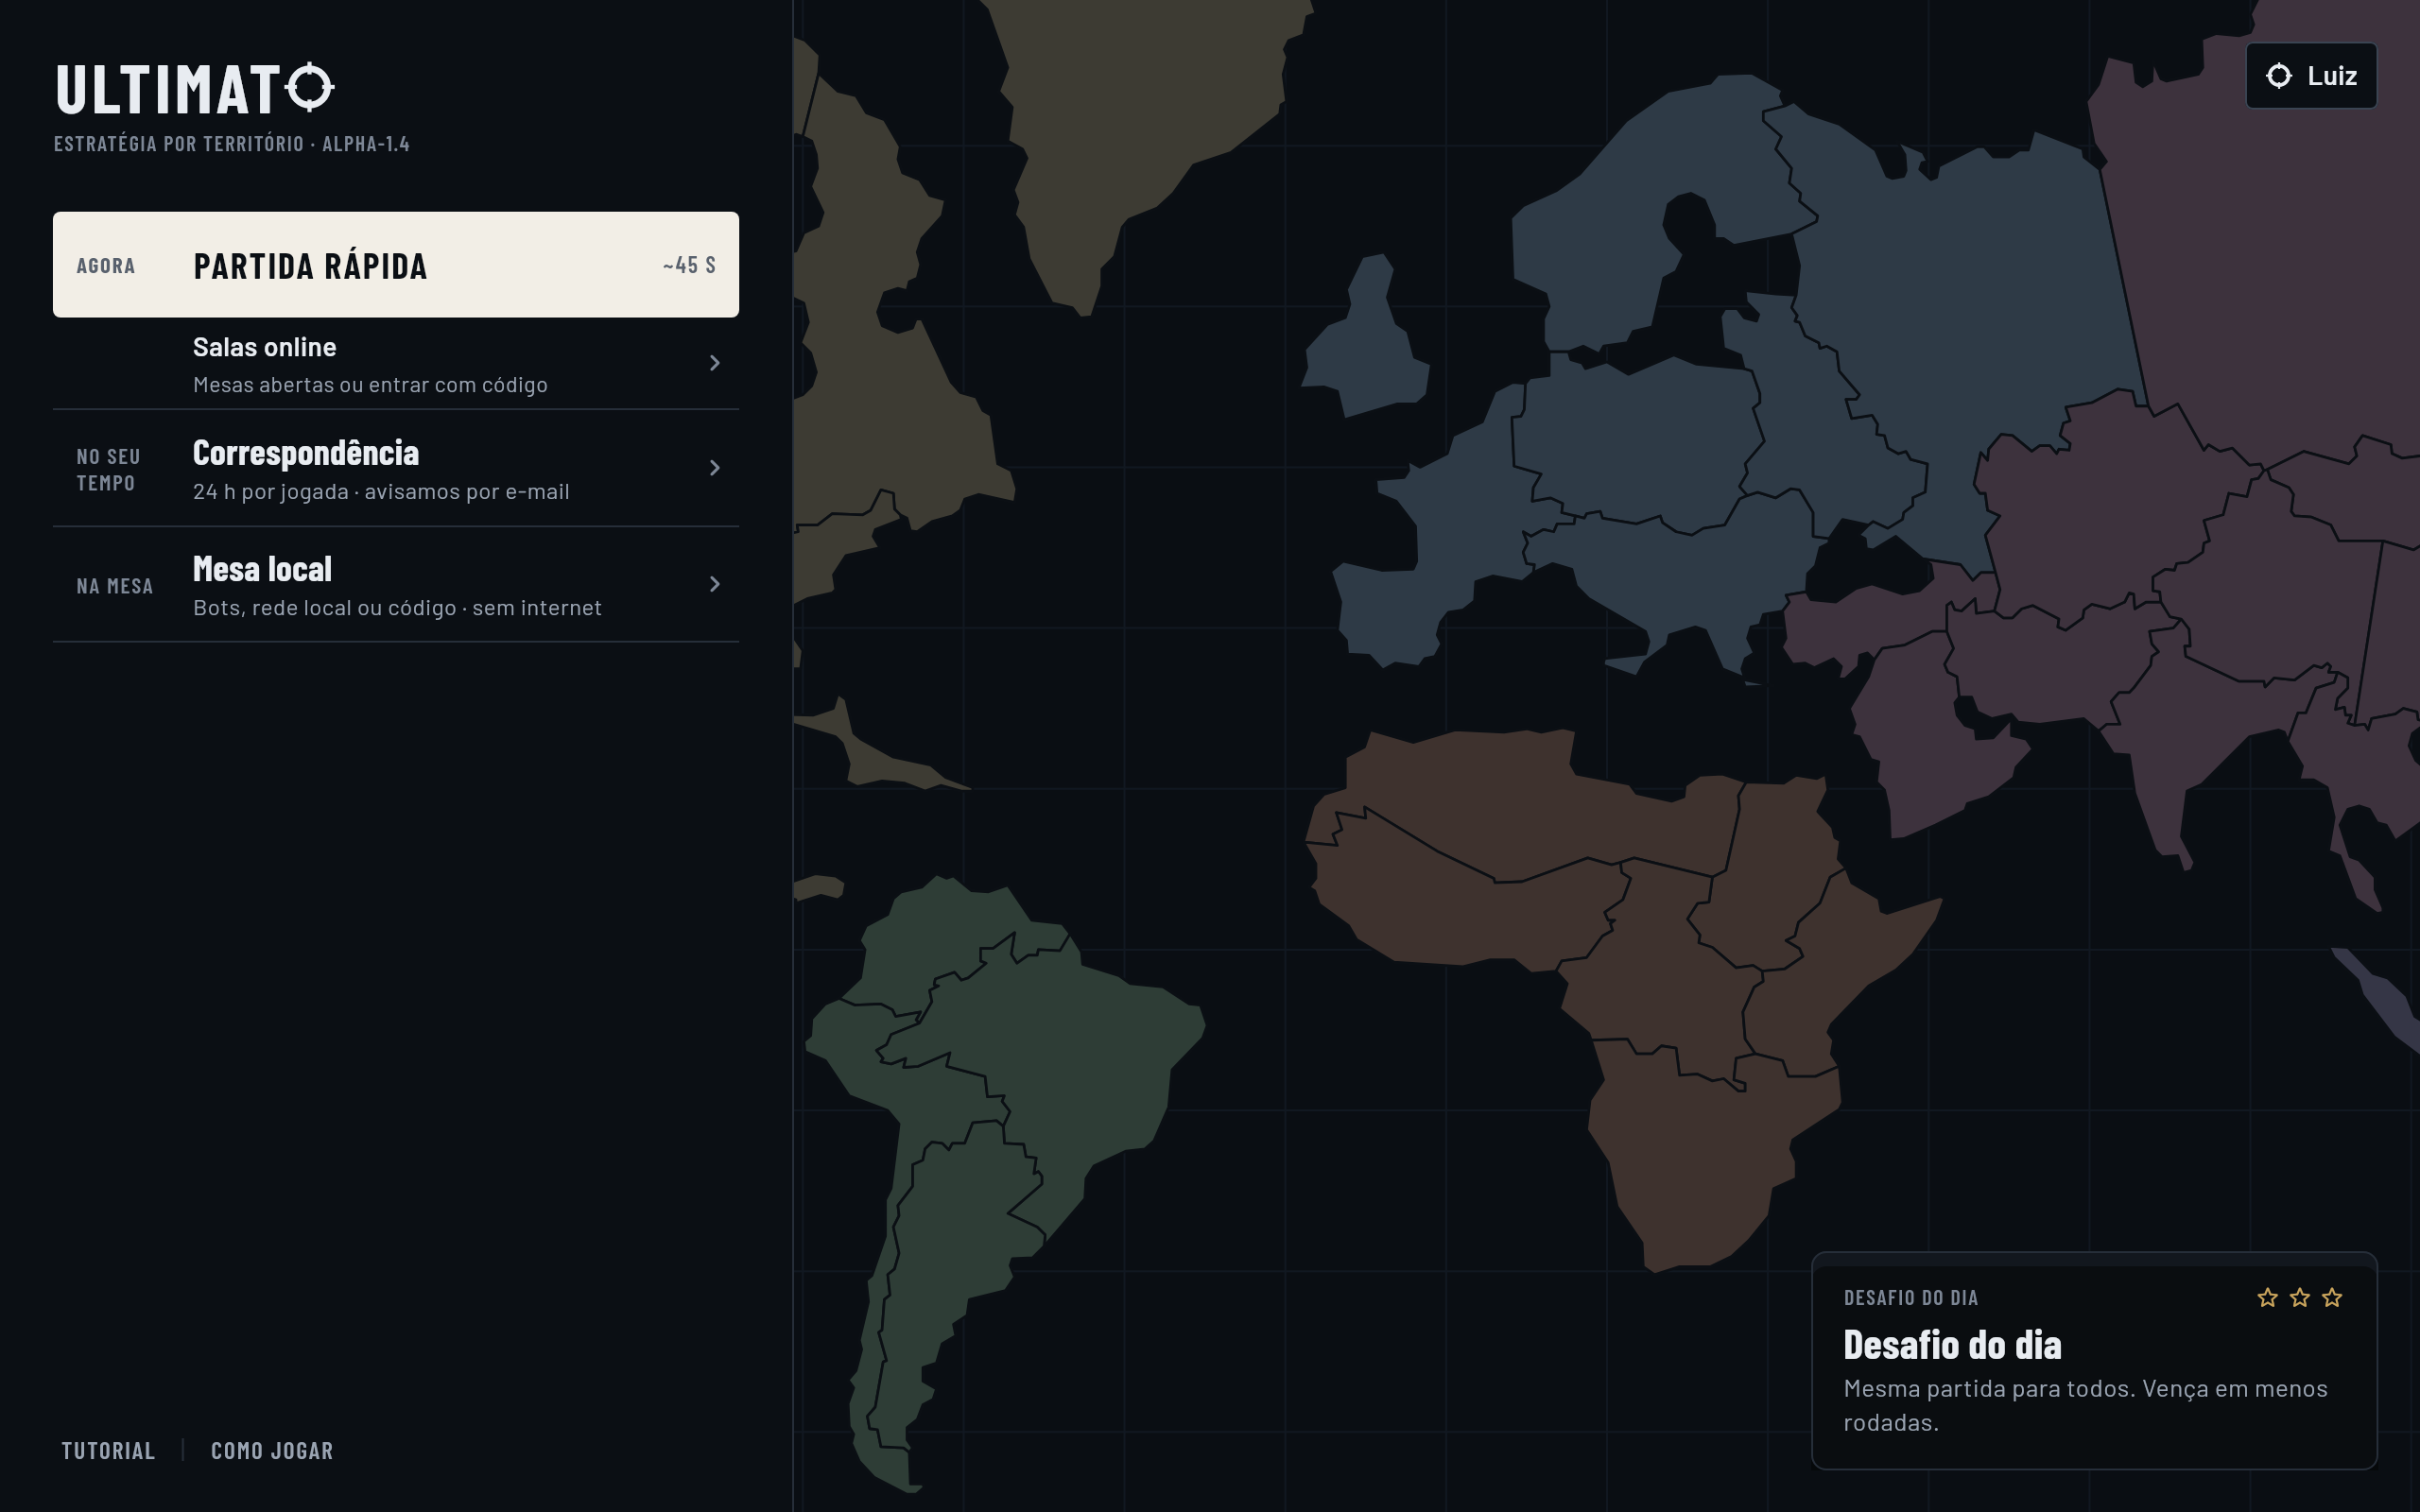 ULTIMATO
ESTRATÉGIA POR TERRITÓRIO · ALPHA-1.4
AGORA
PARTIDA RÁPIDA
~45 S
Salas online
Mesas abertas ou entrar com código
NO SEU
TEMPO
Correspondência
24 h por jogada · avisamos por e-mail
NA MESA
Mesa local
Bots, rede local ou código · sem internet
TUTORIAL
COMO JOGAR
Luiz
DESAFIO DO DIA
Desafio do dia
Mesma partida para todos. Vença em menos
rodadas.